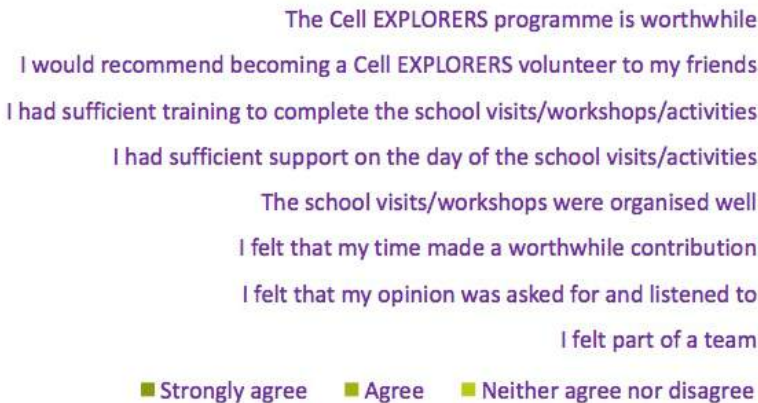 The Cell EXPLORERS programme is worthwhile
I would recommend becoming a Cell EXPLORERS volunteer to my friends
I had sufficient training to complete the school visits/workshops/activities
I had sufficient support on the day of the school visits/activities
The school visits/workshops were organised well
I felt that my time made a worthwhile contribution
I felt that my opinion was asked for and listened to
I felt part of a team
Strongly agree Agree Neither agree nor disagree